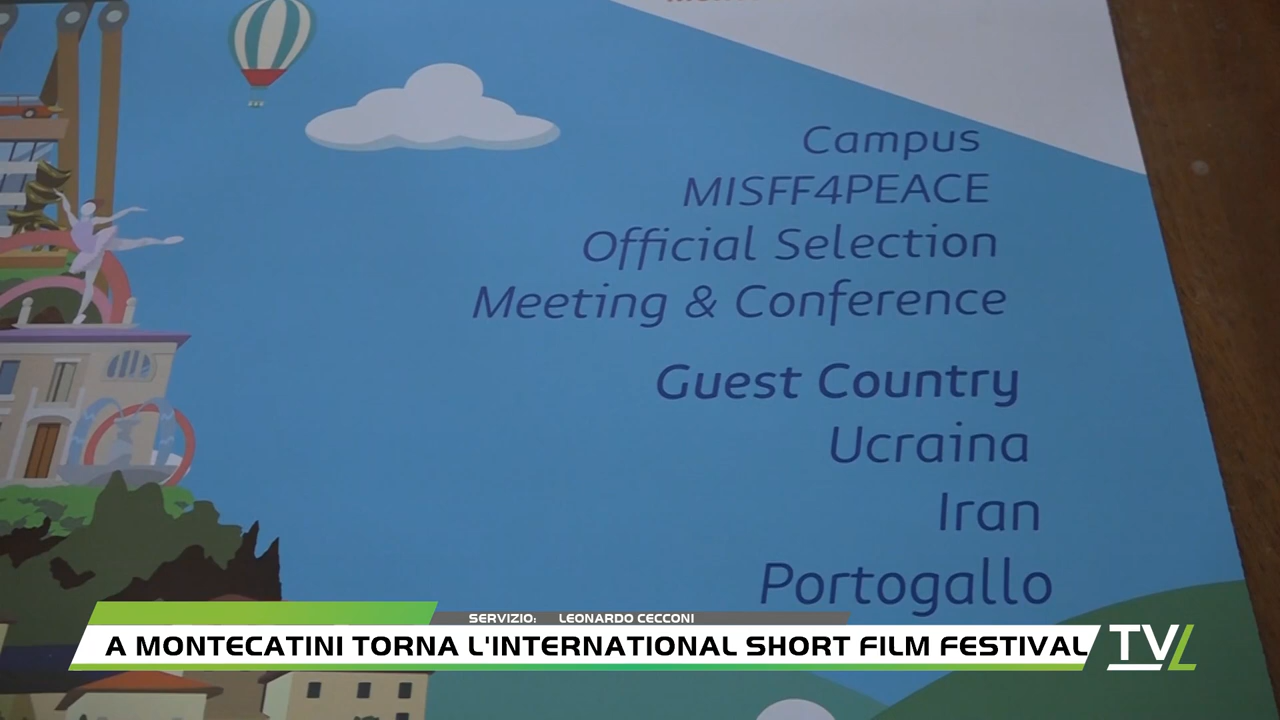 Campus
MISFF4PEACE
Official Selection
Meeting & Conference
Guest Country
Ucraina
Iran
Portogallo
SERVIZIO: LEONARDO CECCONI
A MONTECATINI TORNA L'INTERNATIONAL SHORT FILM FESTIVAL
TVL